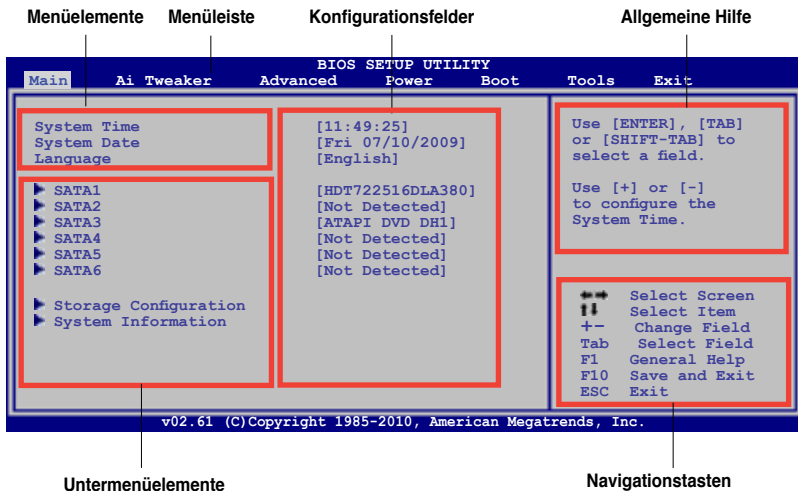 Menüelemente Menüleiste Konfigurationsfelder Allgemeine Hilfe
BIOS SETUP UTILITY
Main Ai Tweaker Advanced Power Boot Tools Exit
System Time [11:49:25]
System Date [Fri 07/10/2009]
Language [English]
SATA1 [HDT722516DLA380]
SATA2 [Not Detected]
SATA3 [ATAPI DVD DH1]
SATA4 [Not Detected]
SATA5 [Not Detected]
SATA6 [Not Detected]
Storage Configuration
System Information
Use [ENTER], [TAB]
or [SHIFT-TAB] to
select a field.
Use [+] or [-]
to configure the
System Time.
←→ Select Screen
↑↓ Select Item
+- Change Field
Tab Select Field
F1 General Help
F10 Save and Exit
ESC Exit
v02.61 (C)Copyright 1985-2010, American Megatrends, Inc.
Untermenüelemente Navigationstasten